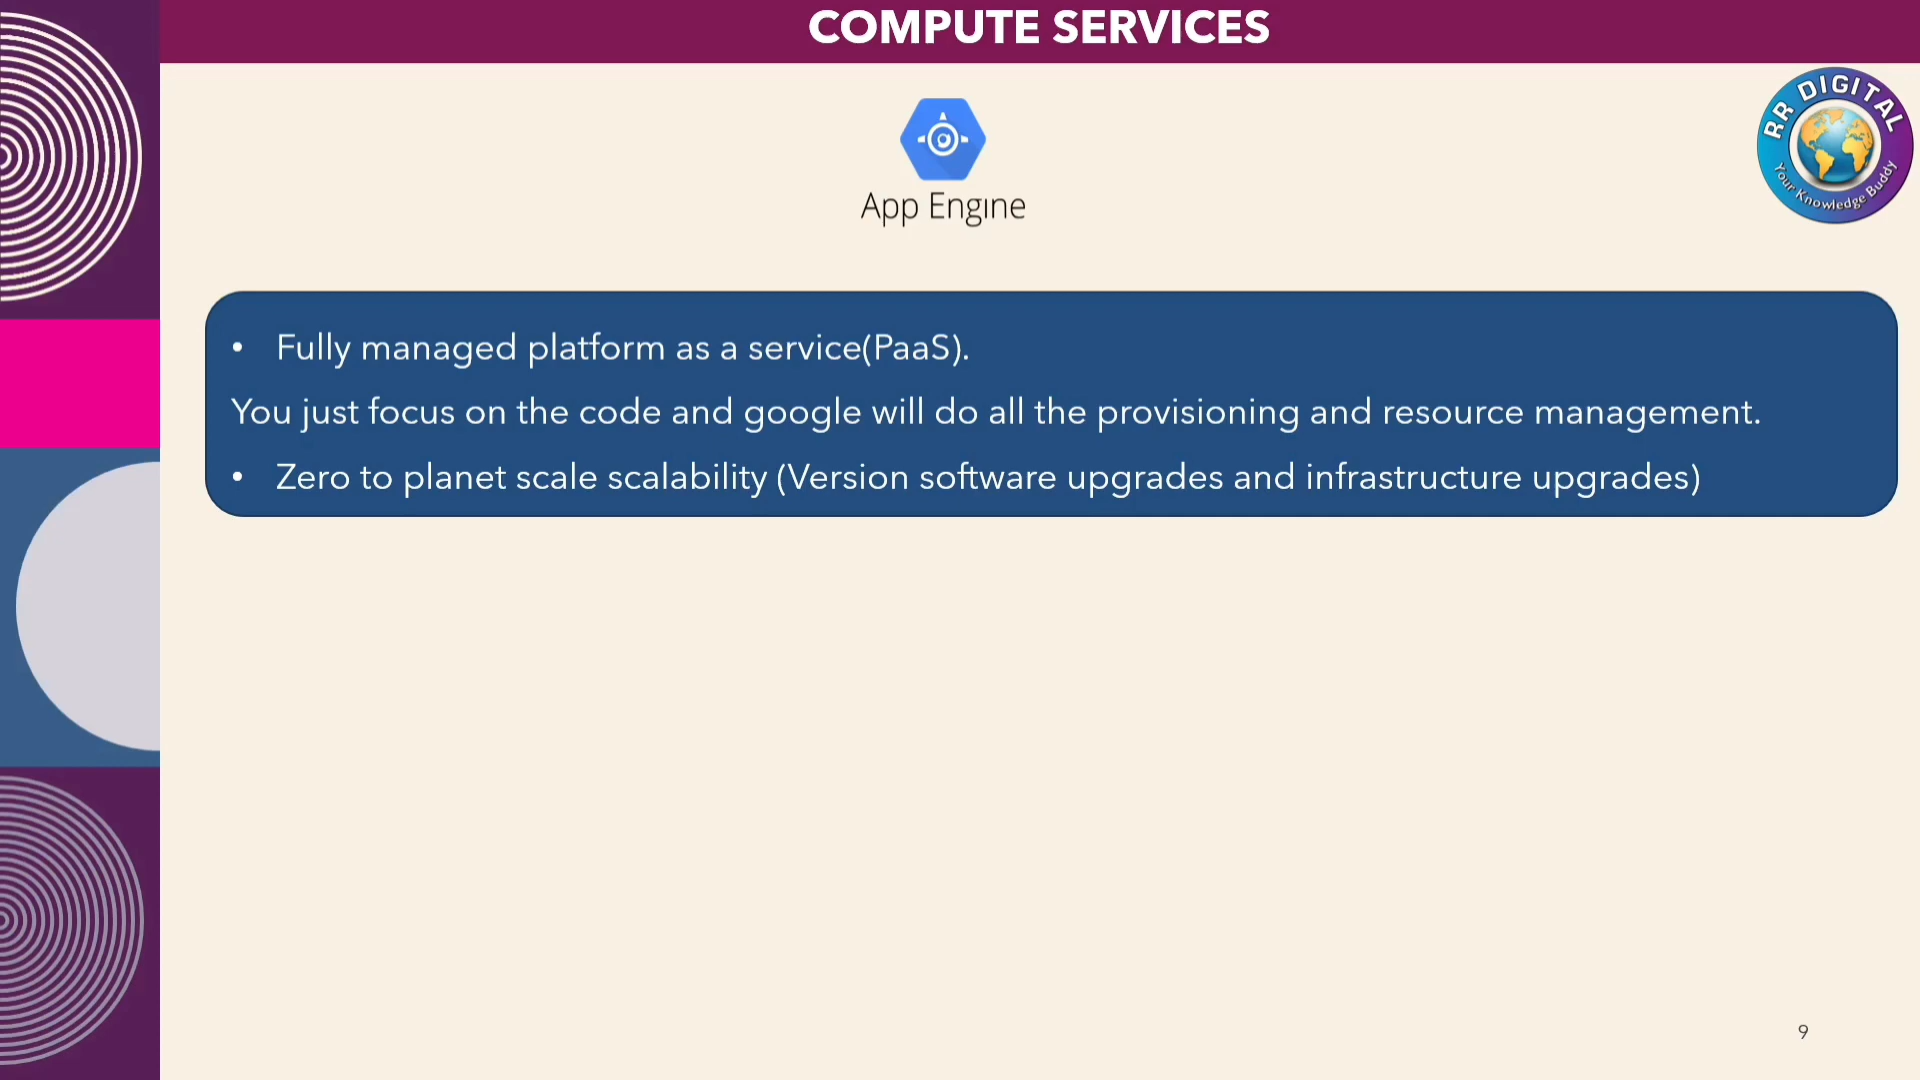 COMPUTE SERVICES
RR DIGITAL
Your Knowledge Buddy
App Engine
• Fully managed platform as a service(PaaS).
You just focus on the code and google will do all the provisioning and resource management.
• Zero to planet scale scalability (Version software upgrades and infrastructure upgrades)
9